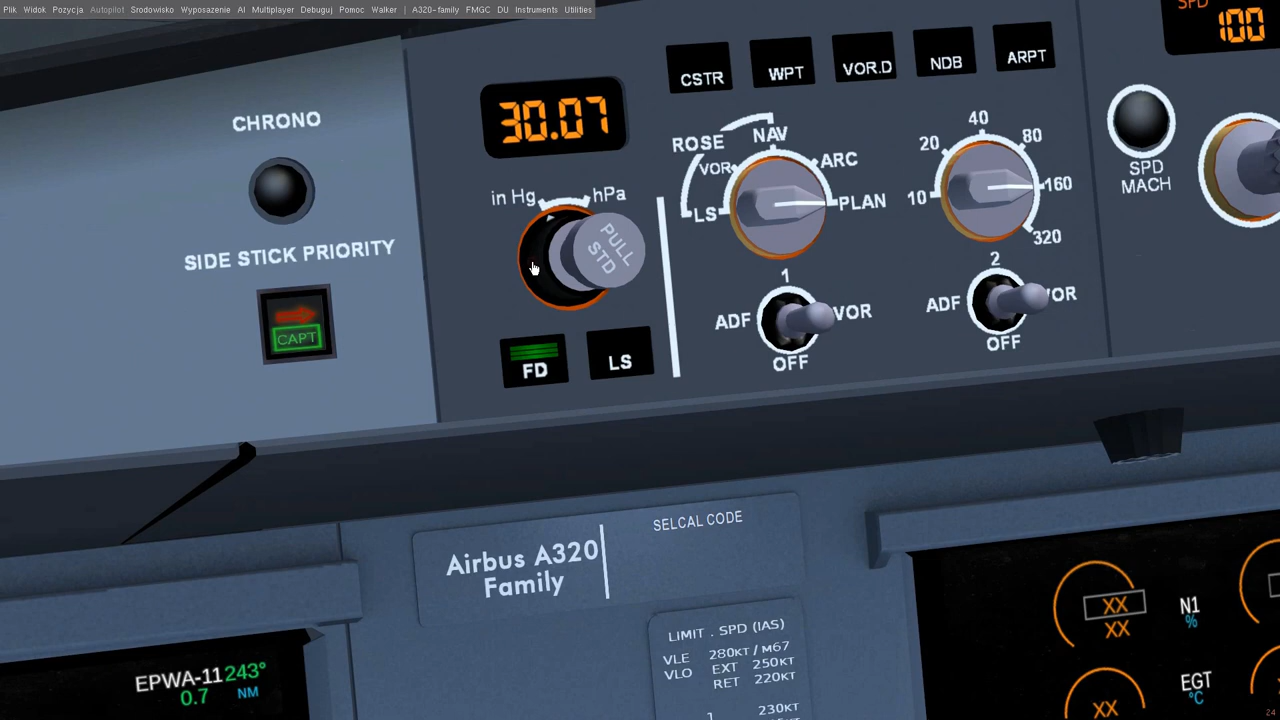 Plik Widok Pozycja Autopilot Srodowisko Wyposazenie AI Multiplayer Debuguj Pomoc Walker | A320-family FMGC DU Instruments Utilities
SPD
100
CHRONO
30.07
CSTR
WPT
VOR.D
NDB
ARPT
in Hg
hPa
PULL
STD
ROSE
LS
VOR
NAV
ARC
PLAN
10
20
40
80
160
320
SPD
MACH
SIDE STICK PRIORITY
CAPT
FD
LS
1
ADF
VOR
OFF
2
ADF
VOR
OFF
Airbus A320
Family
SELCAL CODE
LIMIT . SPD (IAS)
VLE 280KT / M67
VLO EXT 250KT
RET 220KT
1 230KT
EPWA-11 243°
0.7 NM
XX
XX
N1
%
EGT
°C
XX
24